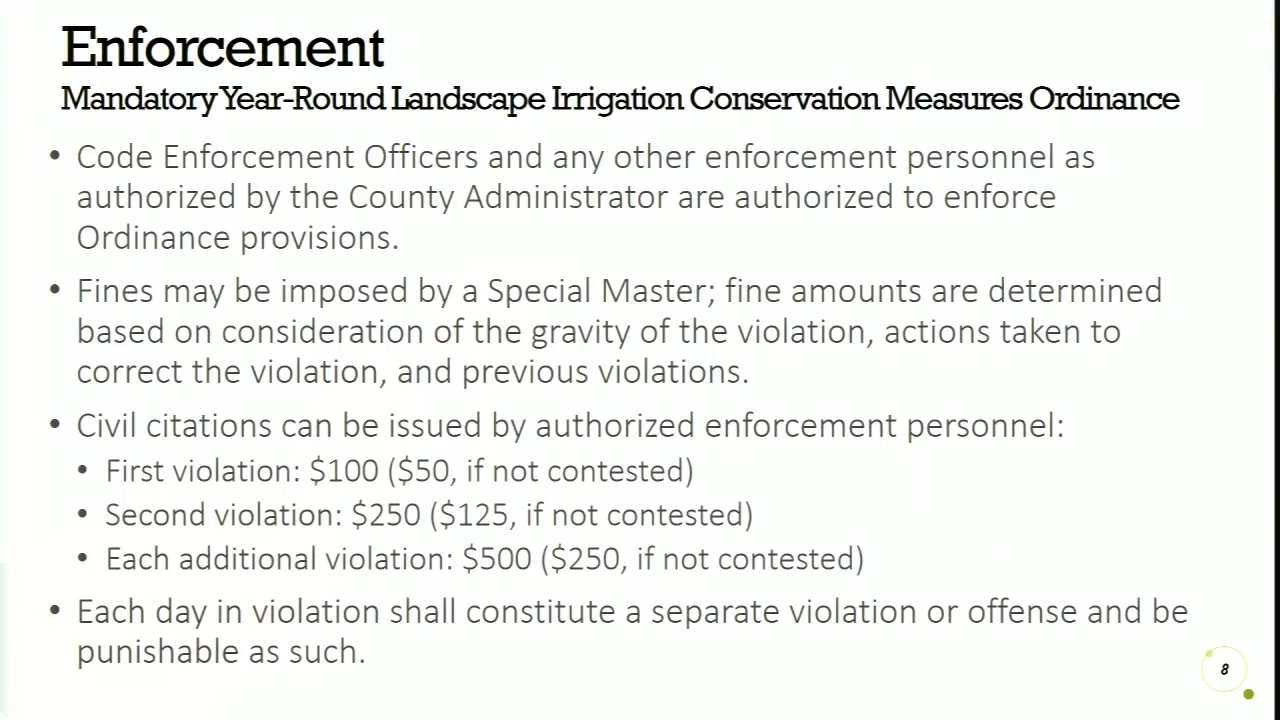 Enforcement
Mandatory Year-Round Landscape Irrigation Conservation Measures Ordinance
• Code Enforcement Officers and any other enforcement personnel as
authorized by the County Administrator are authorized to enforce
Ordinance provisions.
• Fines may be imposed by a Special Master; fine amounts are determined
based on consideration of the gravity of the violation, actions taken to
correct the violation, and previous violations.
• Civil citations can be issued by authorized enforcement personnel:
• First violation: $100 ($50, if not contested)
• Second violation: $250 ($125, if not contested)
• Each additional violation: $500 ($250, if not contested)
• Each day in violation shall constitute a separate violation or offense and be
punishable as such.
8